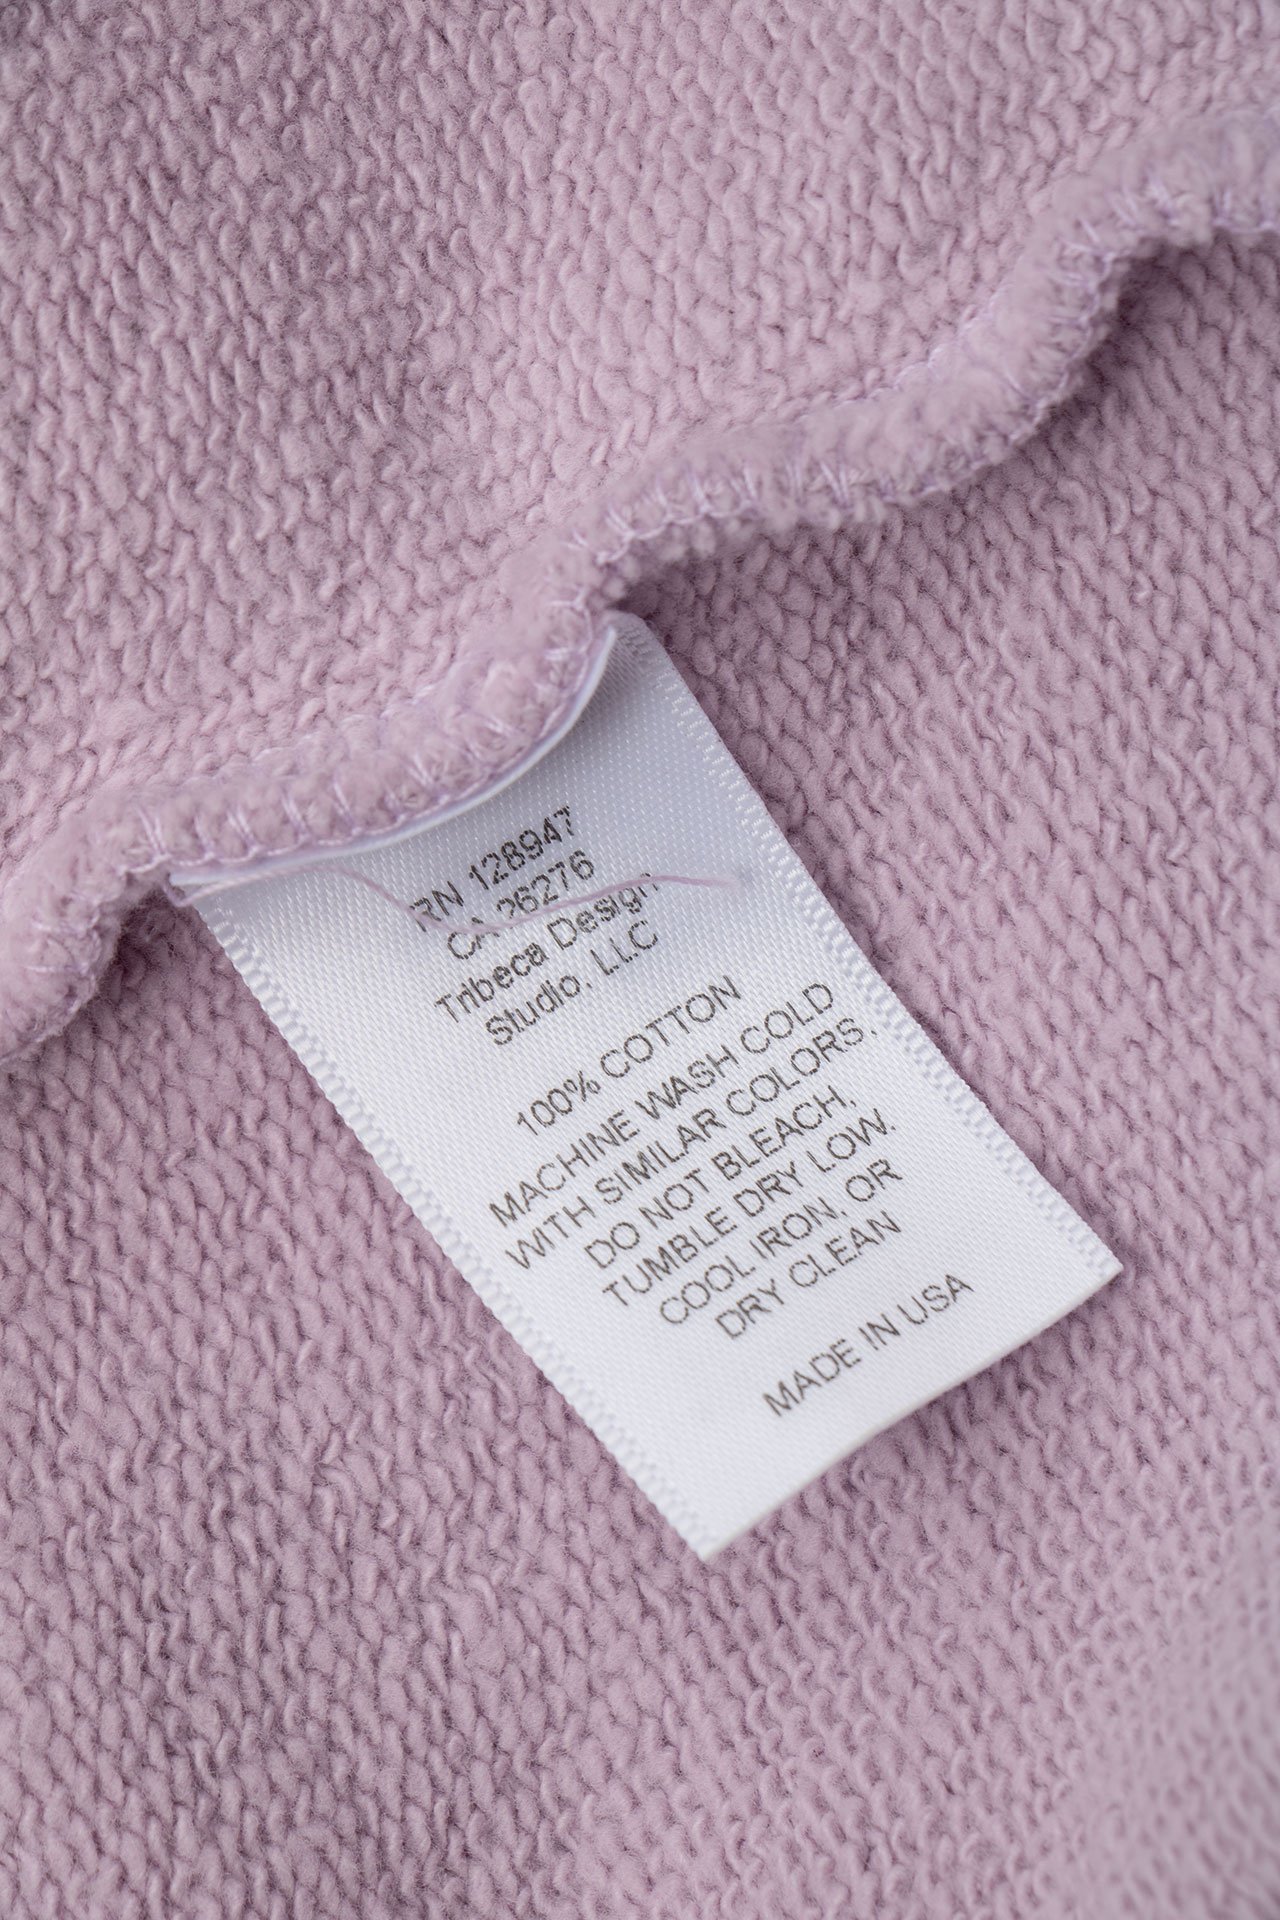 RN 128947
CA 26276
Tribeca Design
Studio, LLC
100% COTTON
MACHINE WASH COLD
WITH SIMILAR COLORS.
DO NOT BLEACH,
TUMBLE DRY LOW.
COOL IRON, OR
DRY CLEAN
MADE IN USA